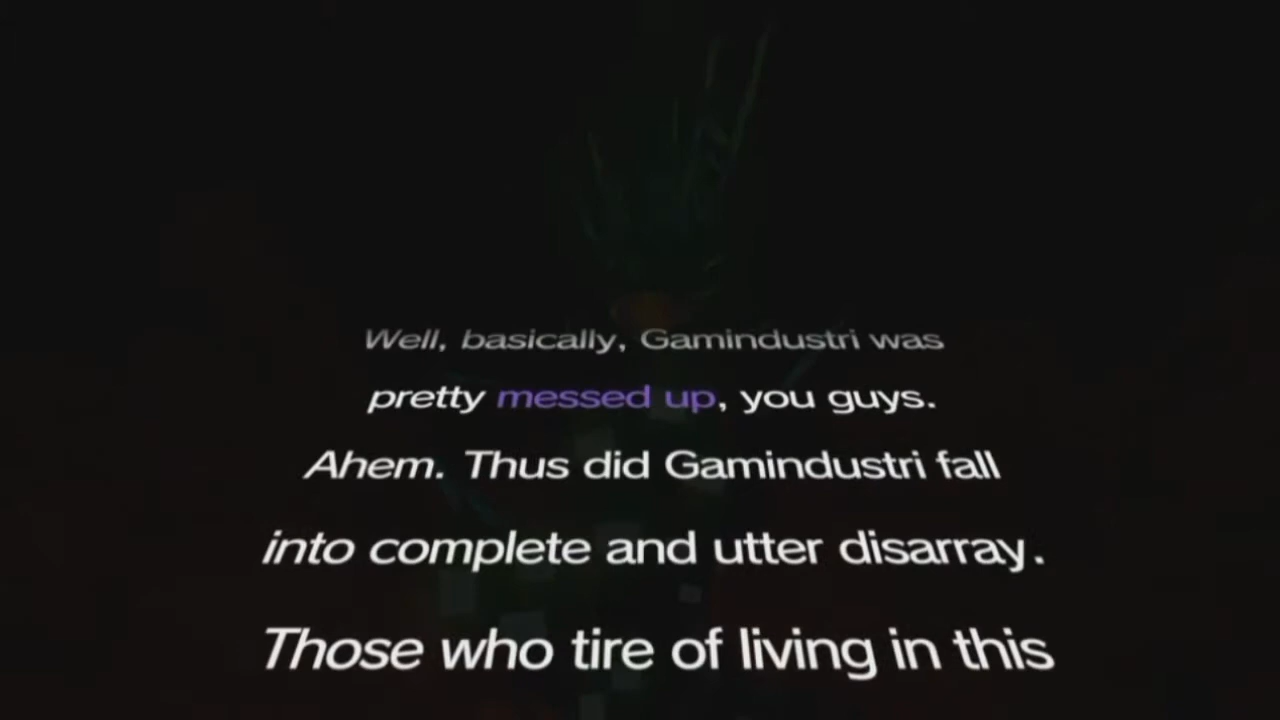 Well, basically, Gamindustri was
pretty messed up, you guys.
Ahem. Thus did Gamindustri fall
into complete and utter disarray.
Those who tire of living in this